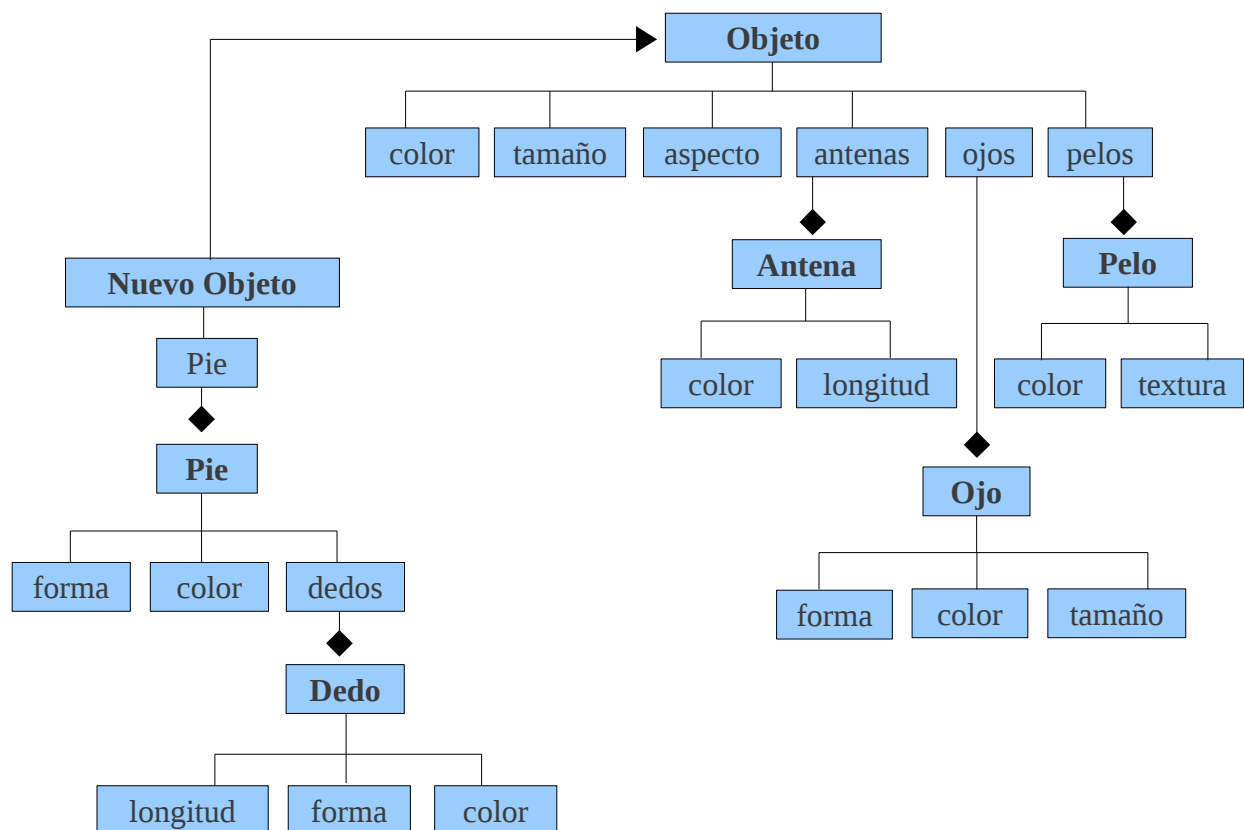 Objeto
color
tamaño
aspecto
antenas
ojos
pelos
Nuevo Objeto
Antena
Pelo
Pie
color
longitud
color
textura
Pie
Ojo
forma
color
dedos
forma
color
tamaño
Dedo
longitud
forma
color